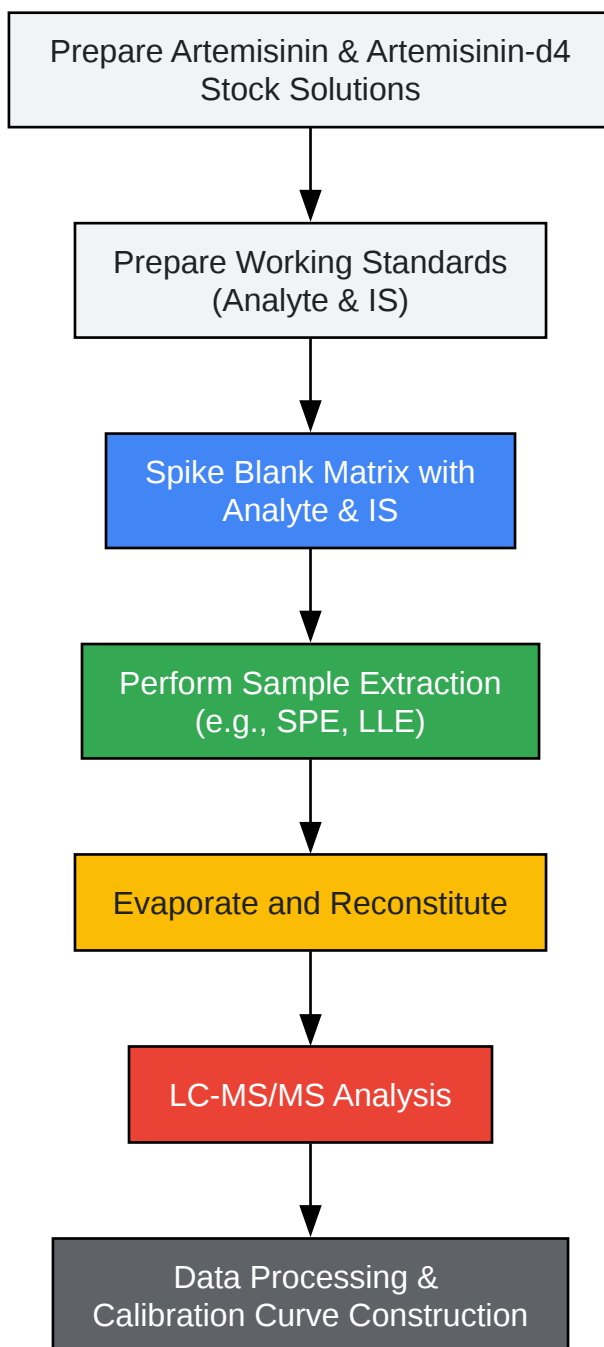 Prepare Artemisinin & Artemisinin-d4
Stock Solutions
Prepare Working Standards
(Analyte & IS)
Spike Blank Matrix with
Analyte & IS
Perform Sample Extraction
(e.g., SPE, LLE)
Evaporate and Reconstitute
LC-MS/MS Analysis
Data Processing &
Calibration Curve Construction